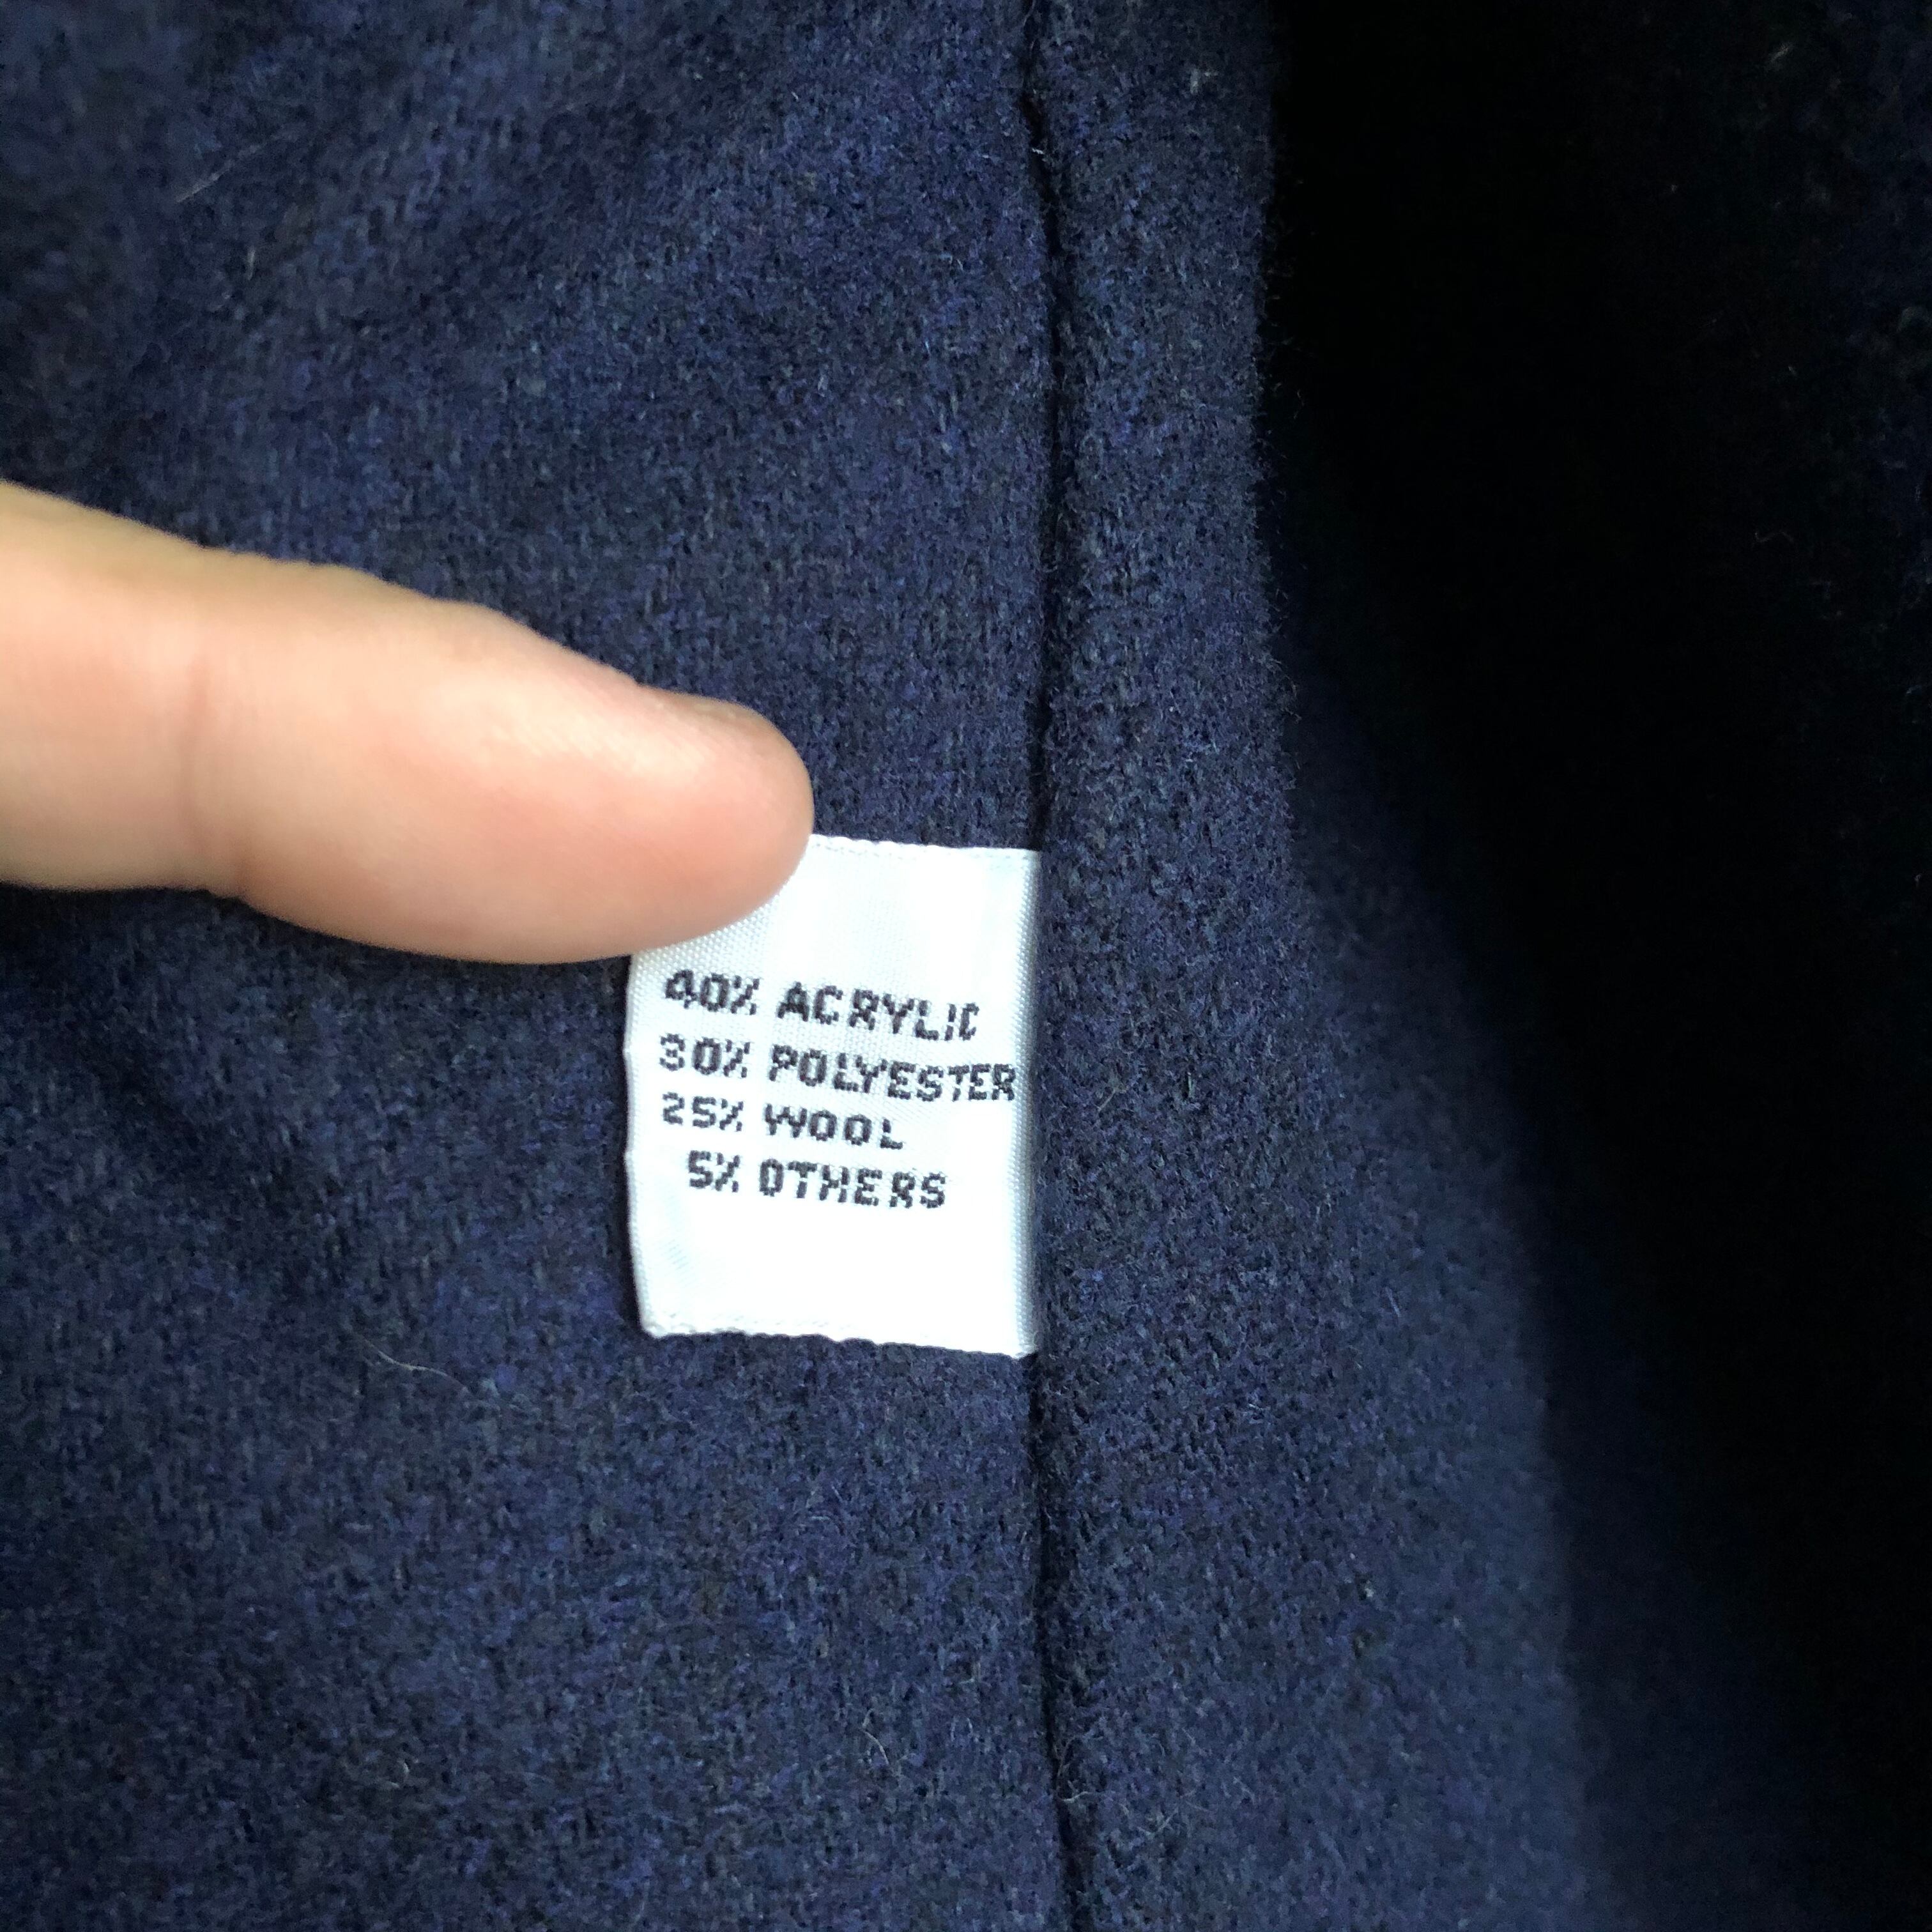 40% ACRYLIC
30% POLYESTER
25% WOOL
5% OTHERS